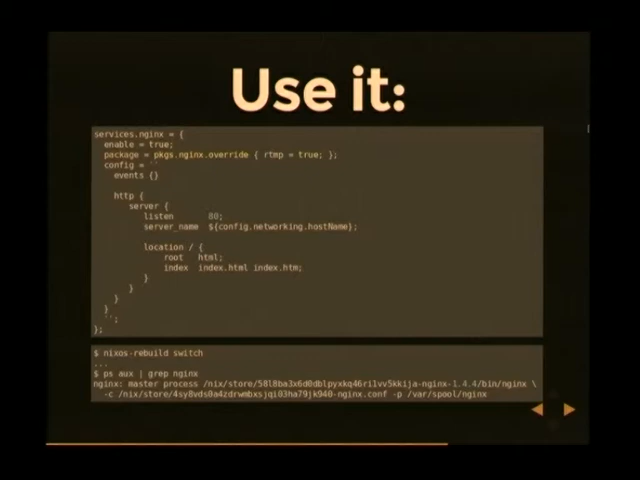 Use it:
services.nginx = {
enable = true;
package = pkgs.nginx.override { rtmp = true; };
config = ''
events {}
http {
server {
listen 80;
server_name ${config.networking.hostName};
location / {
root html;
index index.html index.htm;
}
}
}
}
'';
};
$ nixos-rebuild switch
...
$ ps aux | grep nginx
nginx: master process /nix/store/58l8ba3x6d0dblpyxkq46ri1vv5kkija-nginx-1.4.4/bin/nginx \
-c /nix/store/4sy8vds0a4zdrwmbxsjqi03ha79jk940-nginx.conf -p /var/spool/nginx